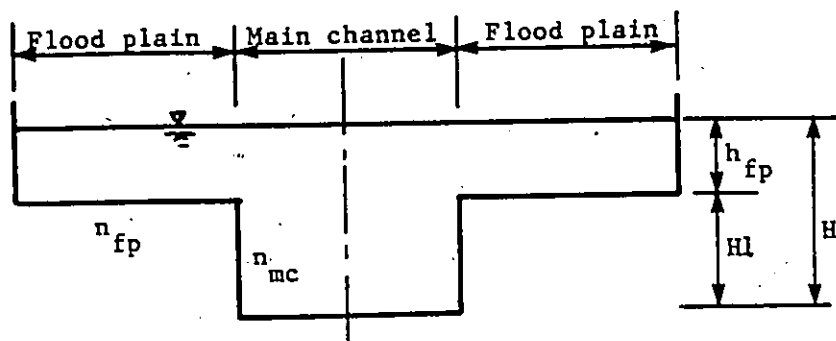 Flood plain Main channel Flood plain
h fp
H
n fp
Hl
n mc